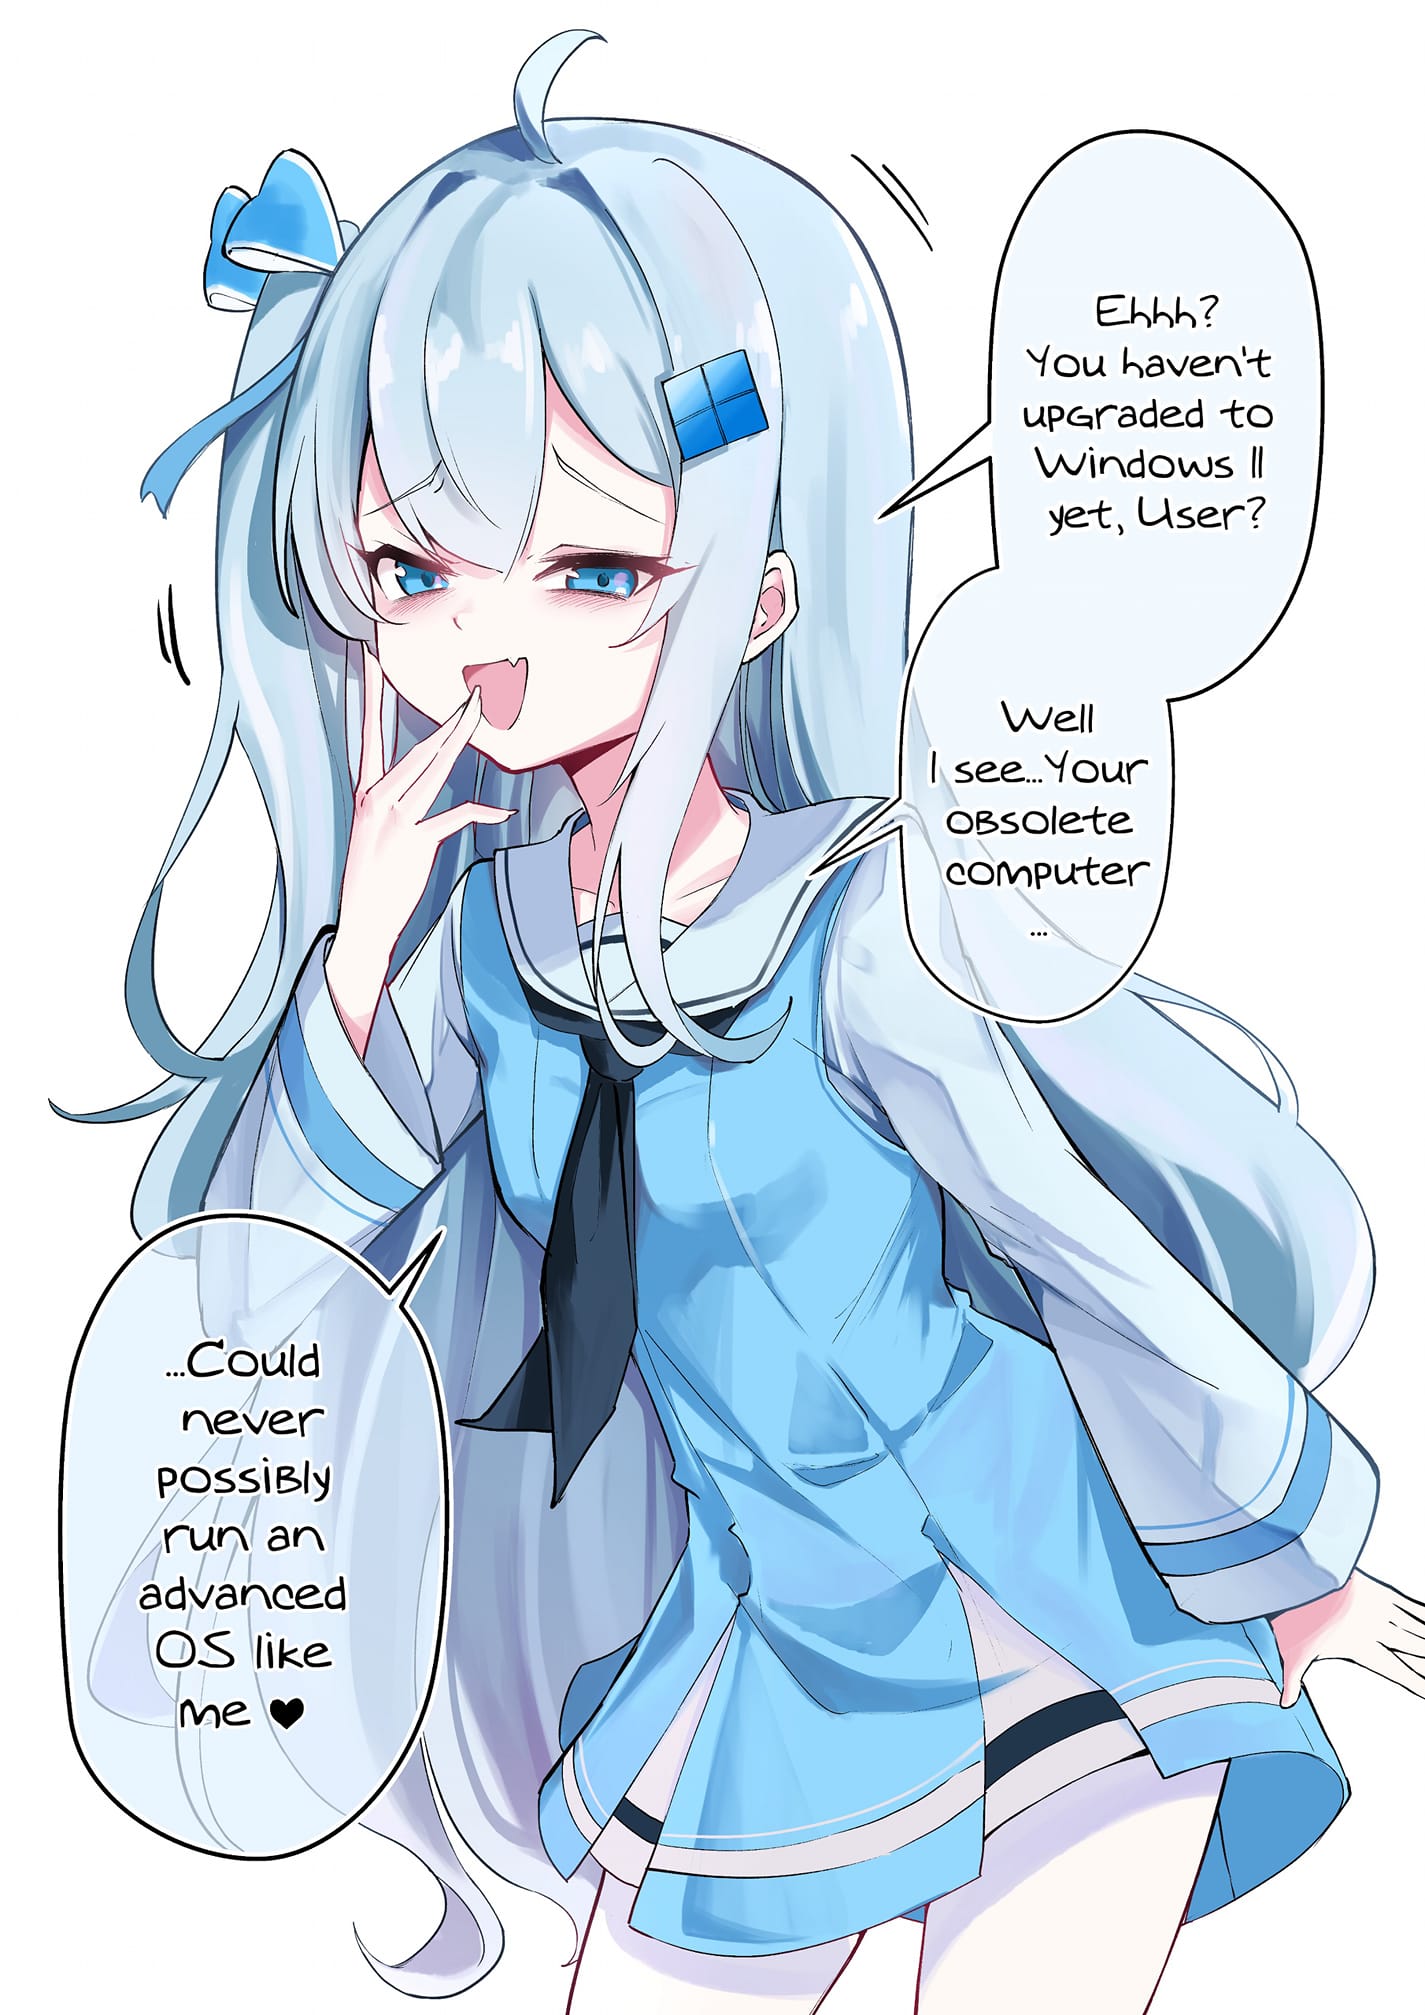 Ehhh?
You haven't
upgraded to
Windows 11
yet, User?
Well
I see...Your
obsolete
computer
...
...Could
never
possibly
run an
advanced
OS like
me ♥